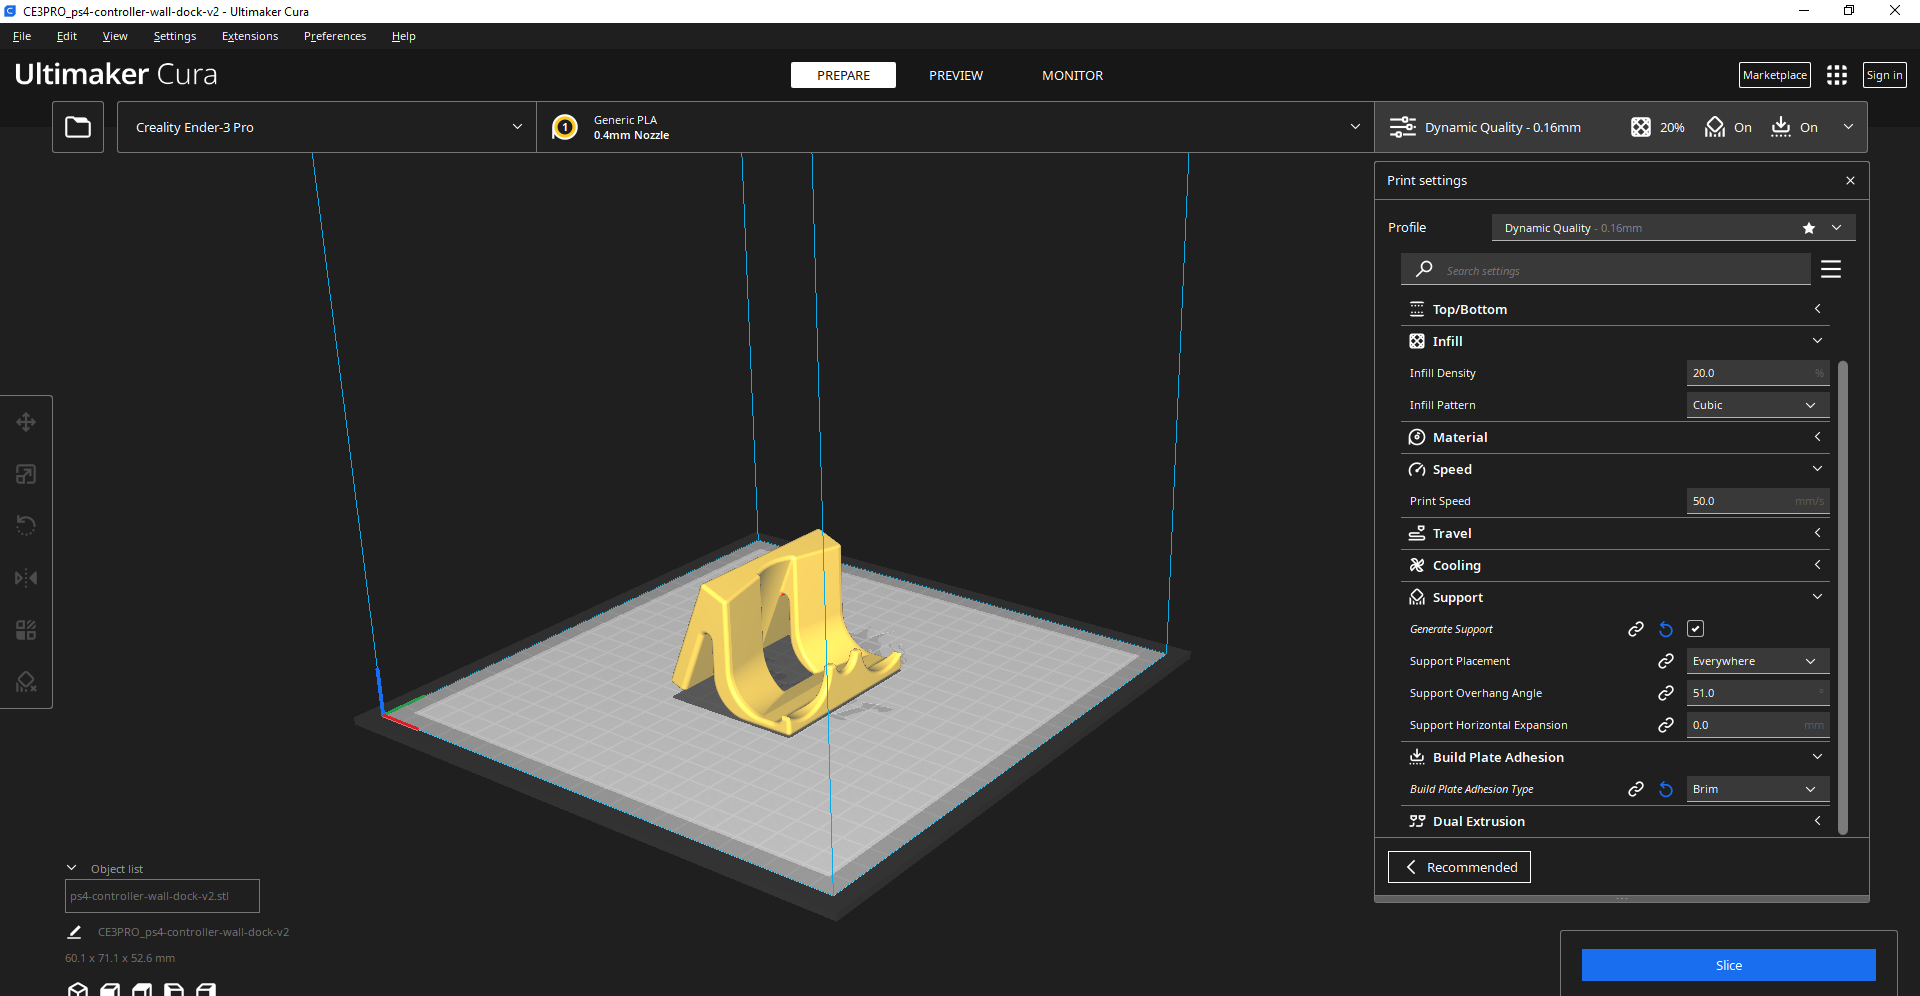 CE3PRO_ps4-controller-wall-dock-v2 - Ultimaker Cura
File Edit View Settings Extensions Preferences Help
Ultimaker Cura
PREPARE PREVIEW MONITOR
Marketplace
Sign in
Creality Ender-3 Pro
1
Generic PLA
0.4mm Nozzle
Dynamic Quality - 0.16mm
20%
On
On
Print settings
Profile
Dynamic Quality - 0.16mm
Search settings
Top/Bottom
Infill
Infill Density 20.0 %
Infill Pattern Cubic
Material
Speed
Print Speed 50.0 mm/s
Travel
Cooling
Support
Generate Support
Support Placement Everywhere
Support Overhang Angle 51.0 °
Support Horizontal Expansion 0.0 mm
Build Plate Adhesion
Build Plate Adhesion Type Brim
Dual Extrusion
Recommended
Object list
ps4-controller-wall-dock-v2.stl
CE3PRO_ps4-controller-wall-dock-v2
60.1 x 71.1 x 52.6 mm
Slice